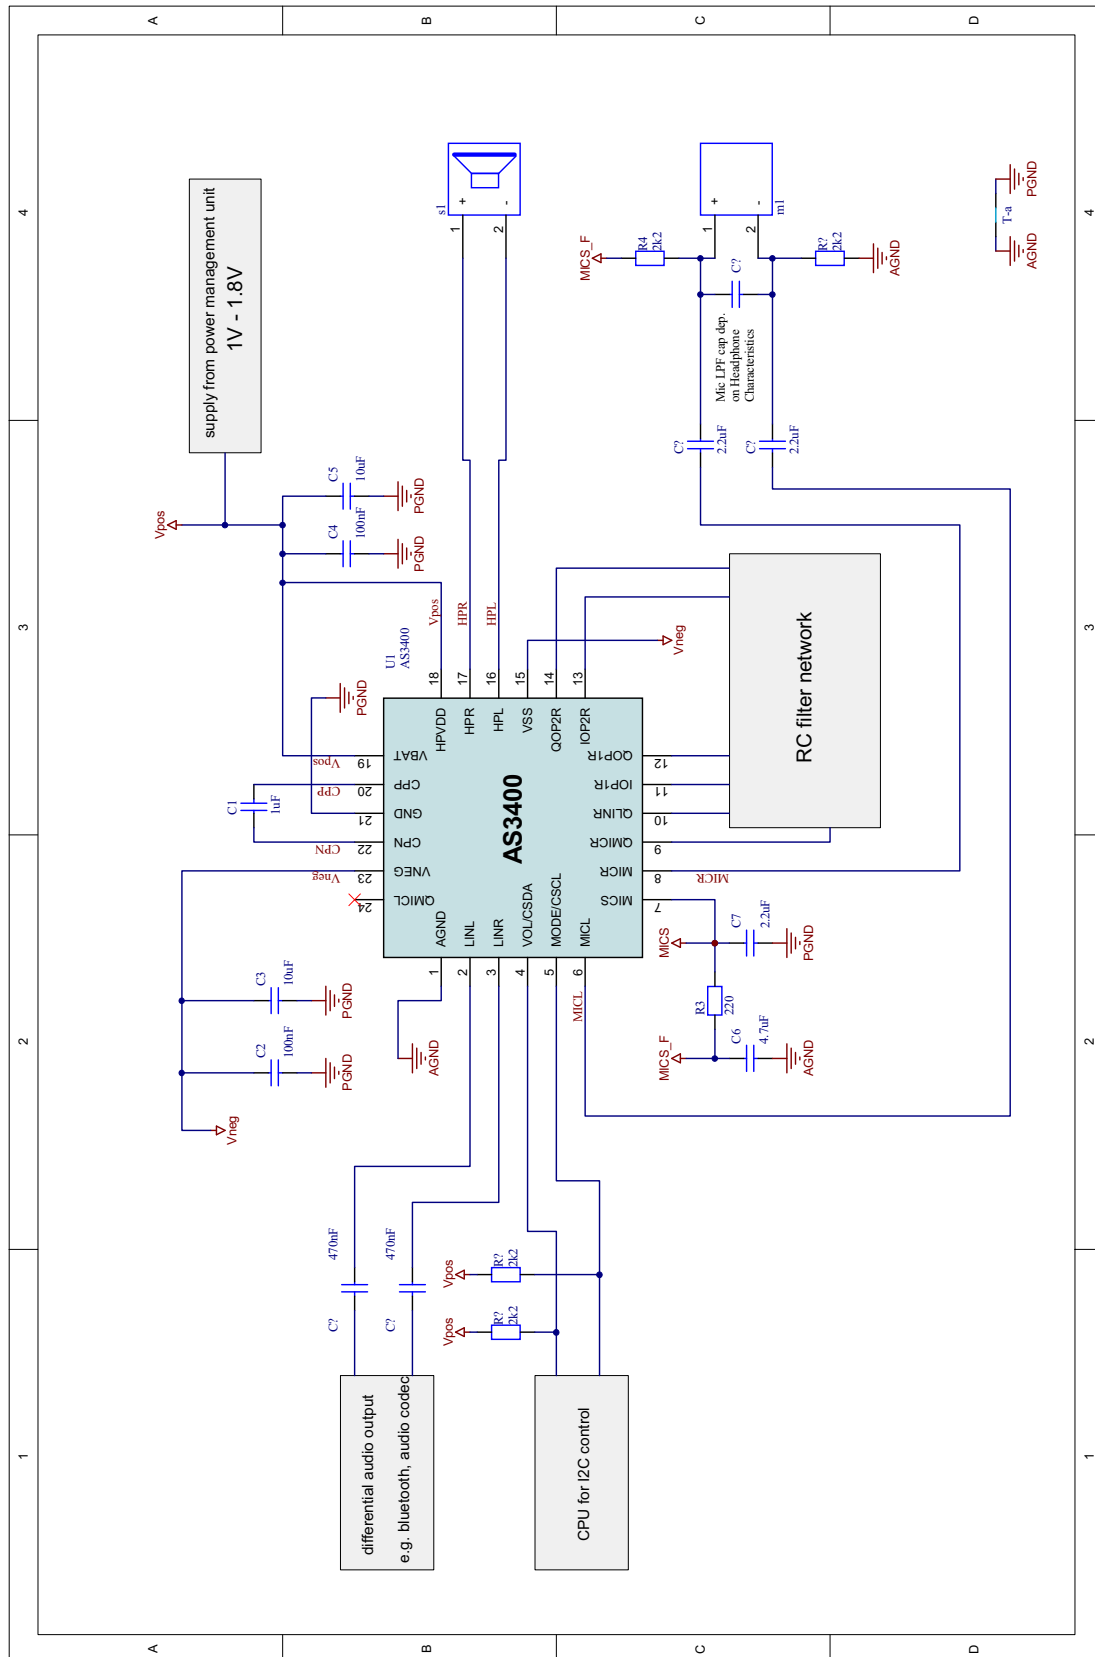 A
B
C
D
4
4
3
3
2
2
1
1
A
B
C
D
supply from power management unit
1V - 1.8V
Vpos
C5
10uF
PGND
C4
100nF
PGND
s1
+
-
1
2
MICS_F
R4
2k2
+
-
m1
1
2
C?
R?
2k2
AGND
Mic LPF cap dep.
on Headphone
Characteristics
C?
2.2uF
C?
2.2uF
T-a
AGND
PGND
U1
AS3400
AS3400
Vpos
HPR
HPL
18
17
16
15
14
13
HPVDD
HPR
HPL
VSS
QOP2R
IOP2R
Vneg
PGND
C1
1uF
Vpos
CPP
CPN
Vneg
19
20
21
22
23
24
VBAT
CPP
GND
CPN
VNEG
QMICL
QOP1R
IOP1R
QLINR
QMICR
MICR
MICS
12
11
10
9
8
7
MICR
RC filter network
AGND
LINL
LINR
VOL/CSDA
MODE/CSCL
MICL
1
2
3
4
5
6
MICL
AGND
C3
10uF
PGND
C2
100nF
PGND
Vneg
MICS
C7
2.2uF
PGND
R3
220
MICS_F
C6
4.7uF
AGND
470nF
C?
470nF
C?
Vpos
R?
2k2
Vpos
R?
2k2
differential audio output
e.g. bluetooth, audio codec
CPU for I2C control